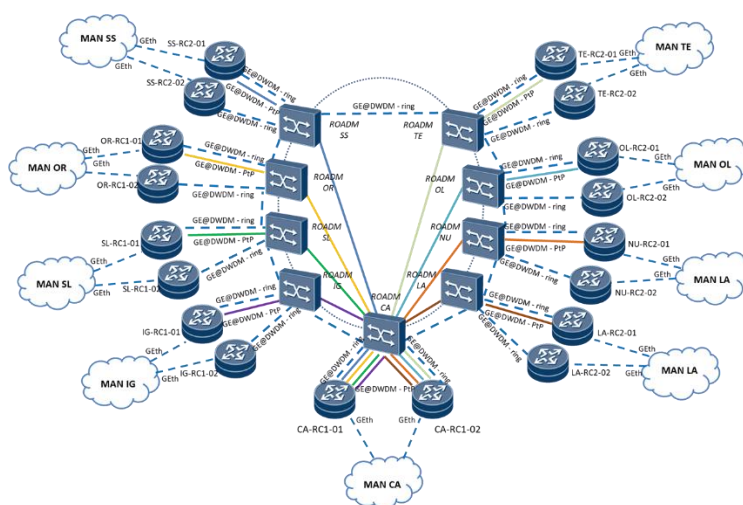 MAN SS
GEth
GEth
SS-RC2-01
SS-RC2-02
GE@DWDM - ring
GE@DWDM - PtP
GE@DWDM - ring
ROADM
SS
GE@DWDM - ring
ROADM
TE
GE@DWDM - ring
GE@DWDM - PtP
GE@DWDM - ring
TE-RC2-01
TE-RC2-02
GEth
GEth
MAN TE
MAN OR
GEth
GEth
OR-RC1-01
OR-RC1-02
GE@DWDM - ring
GE@DWDM - PtP
GE@DWDM - ring
ROADM
OR
ROADM
OL
GE@DWDM - ring
GE@DWDM - PtP
GE@DWDM - ring
OL-RC2-01
OL-RC2-02
GEth
GEth
MAN OL
MAN SL
GEth
GEth
SL-RC1-01
SL-RC1-02
GE@DWDM - ring
GE@DWDM - PtP
GE@DWDM - ring
ROADM
SL
ROADM
NU
GE@DWDM - ring
GE@DWDM - PtP
GE@DWDM - ring
NU-RC2-01
NU-RC2-02
GEth
GEth
MAN LA
MAN IG
GEth
GEth
IG-RC1-01
IG-RC1-02
GE@DWDM - ring
GE@DWDM - PtP
GE@DWDM - ring
ROADM
IG
ROADM
LA
GE@DWDM - ring
GE@DWDM - PtP
GE@DWDM - ring
LA-RC2-01
LA-RC2-02
GEth
GEth
MAN LA
ROADM
CA
GE@DWDM - ring
GE@DWDM - PtP
GE@DWDM - ring
CA-RC1-01
CA-RC1-02
GEth
GEth
MAN CA